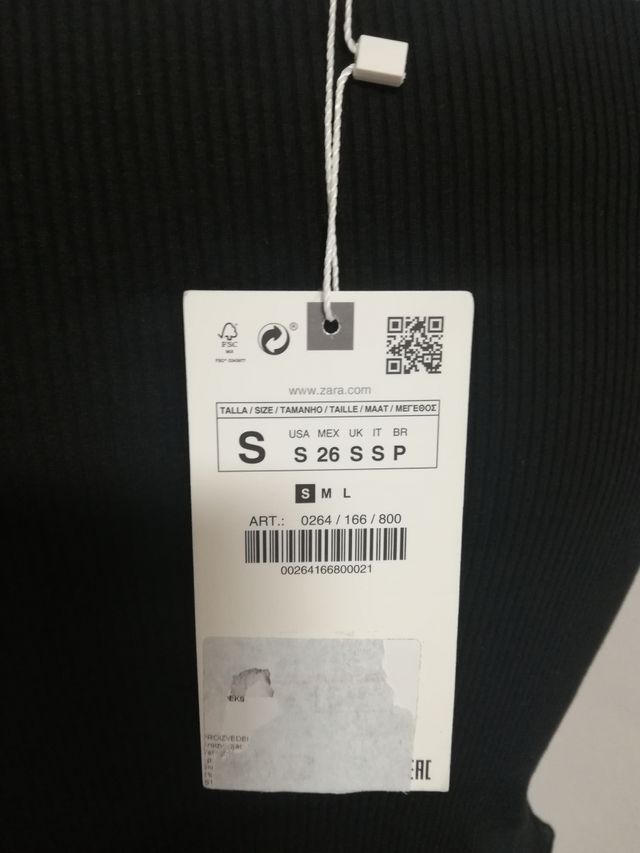 FSC
MIX
®
www.zara.com
TALLA / SIZE / TAMANHO / TAILLE / MAAT / ΜΕΓΕΘΟΣ
S
USA MEX UK IT BR
S 26 S S P
S M L
ART.: 0264 / 166 / 800
00264166800021
EAC